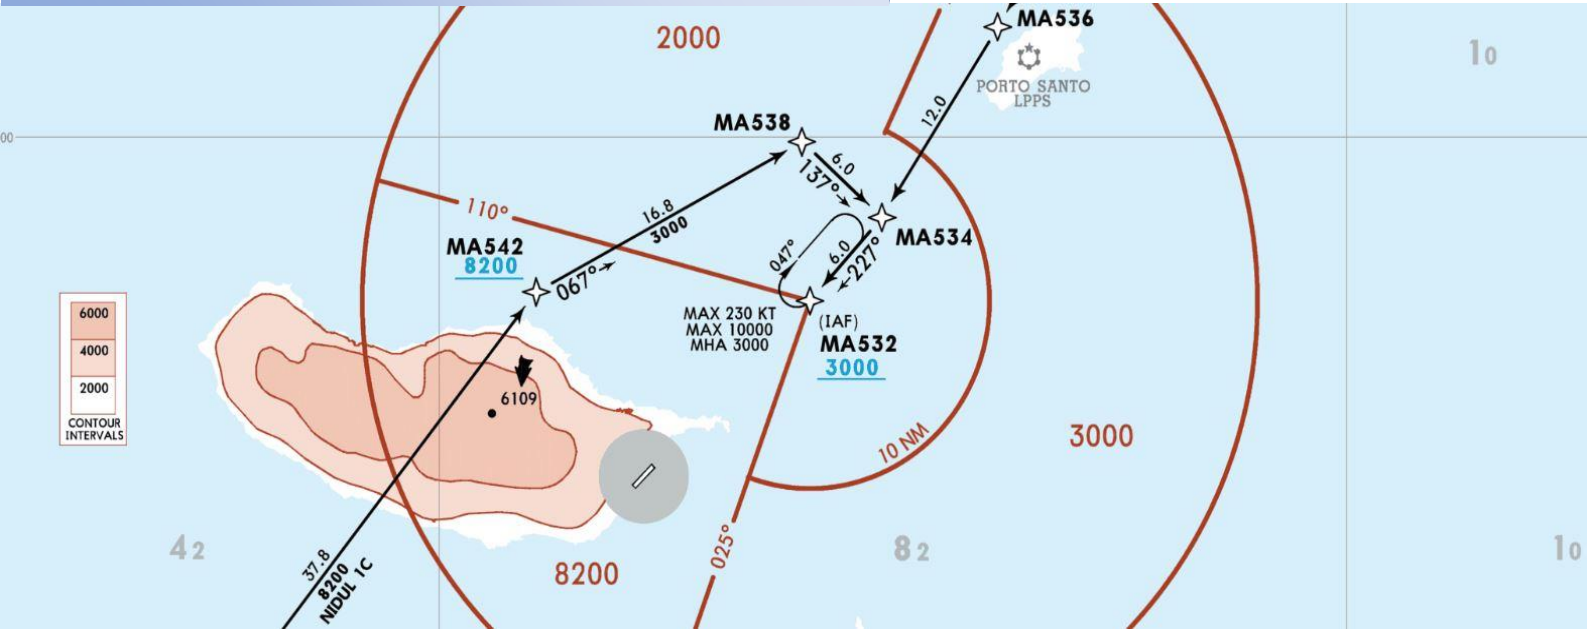 MA536
2000
10
PORTO SANTO
LPPS
12.0
MA538
00
6.0
137°
110°
16.8
3000
MA534
MA542
8200
047°
6.0
227°
067°
MAX 230 KT
MAX 10000
MHA 3000
(IAF)
MA532
3000
6000
4000
2000
CONTOUR
INTERVALS
6109
10 NM
3000
025°
42
37.8
8200
NIDUL 1C
8200
82
10